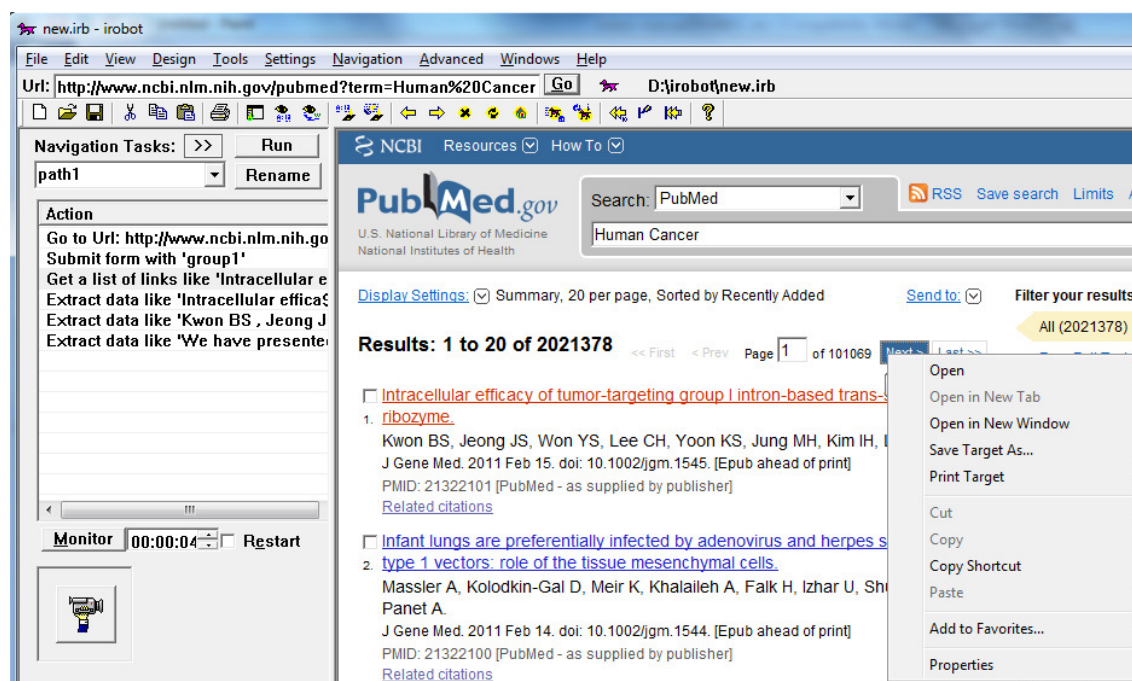 new.irb - irobot
File Edit View Design Tools Settings Navigation Advanced Windows Help
Url: http://www.ncbi.nlm.nih.gov/pubmed?term=Human%20Cancer Go D:\irobot\new.irb
Navigation Tasks: >> Run
path1 Rename
Action
Go to Url: http://www.ncbi.nlm.nih.go
Submit form with 'group1'
Get a list of links like 'Intracellular e
Extract data like 'Intracellular effica
Extract data like 'Kwon BS , Jeong J
Extract data like 'We have presente
Monitor 00:00:04 Restart
NCBI Resources How To
PubMed.gov
U.S. National Library of Medicine
National Institutes of Health
Search: PubMed
RSS Save search Limits
Human Cancer
Display Settings: Summary, 20 per page, Sorted by Recently Added Send to: Filter your results
All (2021378)
Results: 1 to 20 of 2021378 << First < Prev Page 1 of 101069 Next > Last >>
Intracellular efficacy of tumor-targeting group I intron-based trans-s
1. ribozyme.
Kwon BS, Jeong JS, Won YS, Lee CH, Yoon KS, Jung MH, Kim IH,
J Gene Med. 2011 Feb 15. doi: 10.1002/jgm.1545. [Epub ahead of print]
PMID: 21322101 [PubMed - as supplied by publisher]
Related citations
Infant lungs are preferentially infected by adenovirus and herpes s
2. type 1 vectors: role of the tissue mesenchymal cells.
Massler A, Kolodkin-Gal D, Meir K, Khalaileh A, Falk H, Izhar U, Shu
Panet A.
J Gene Med. 2011 Feb 14. doi: 10.1002/jgm.1544. [Epub ahead of print]
PMID: 21322100 [PubMed - as supplied by publisher]
Related citations
Open
Open in New Tab
Open in New Window
Save Target As...
Print Target
Cut
Copy
Copy Shortcut
Paste
Add to Favorites...
Properties